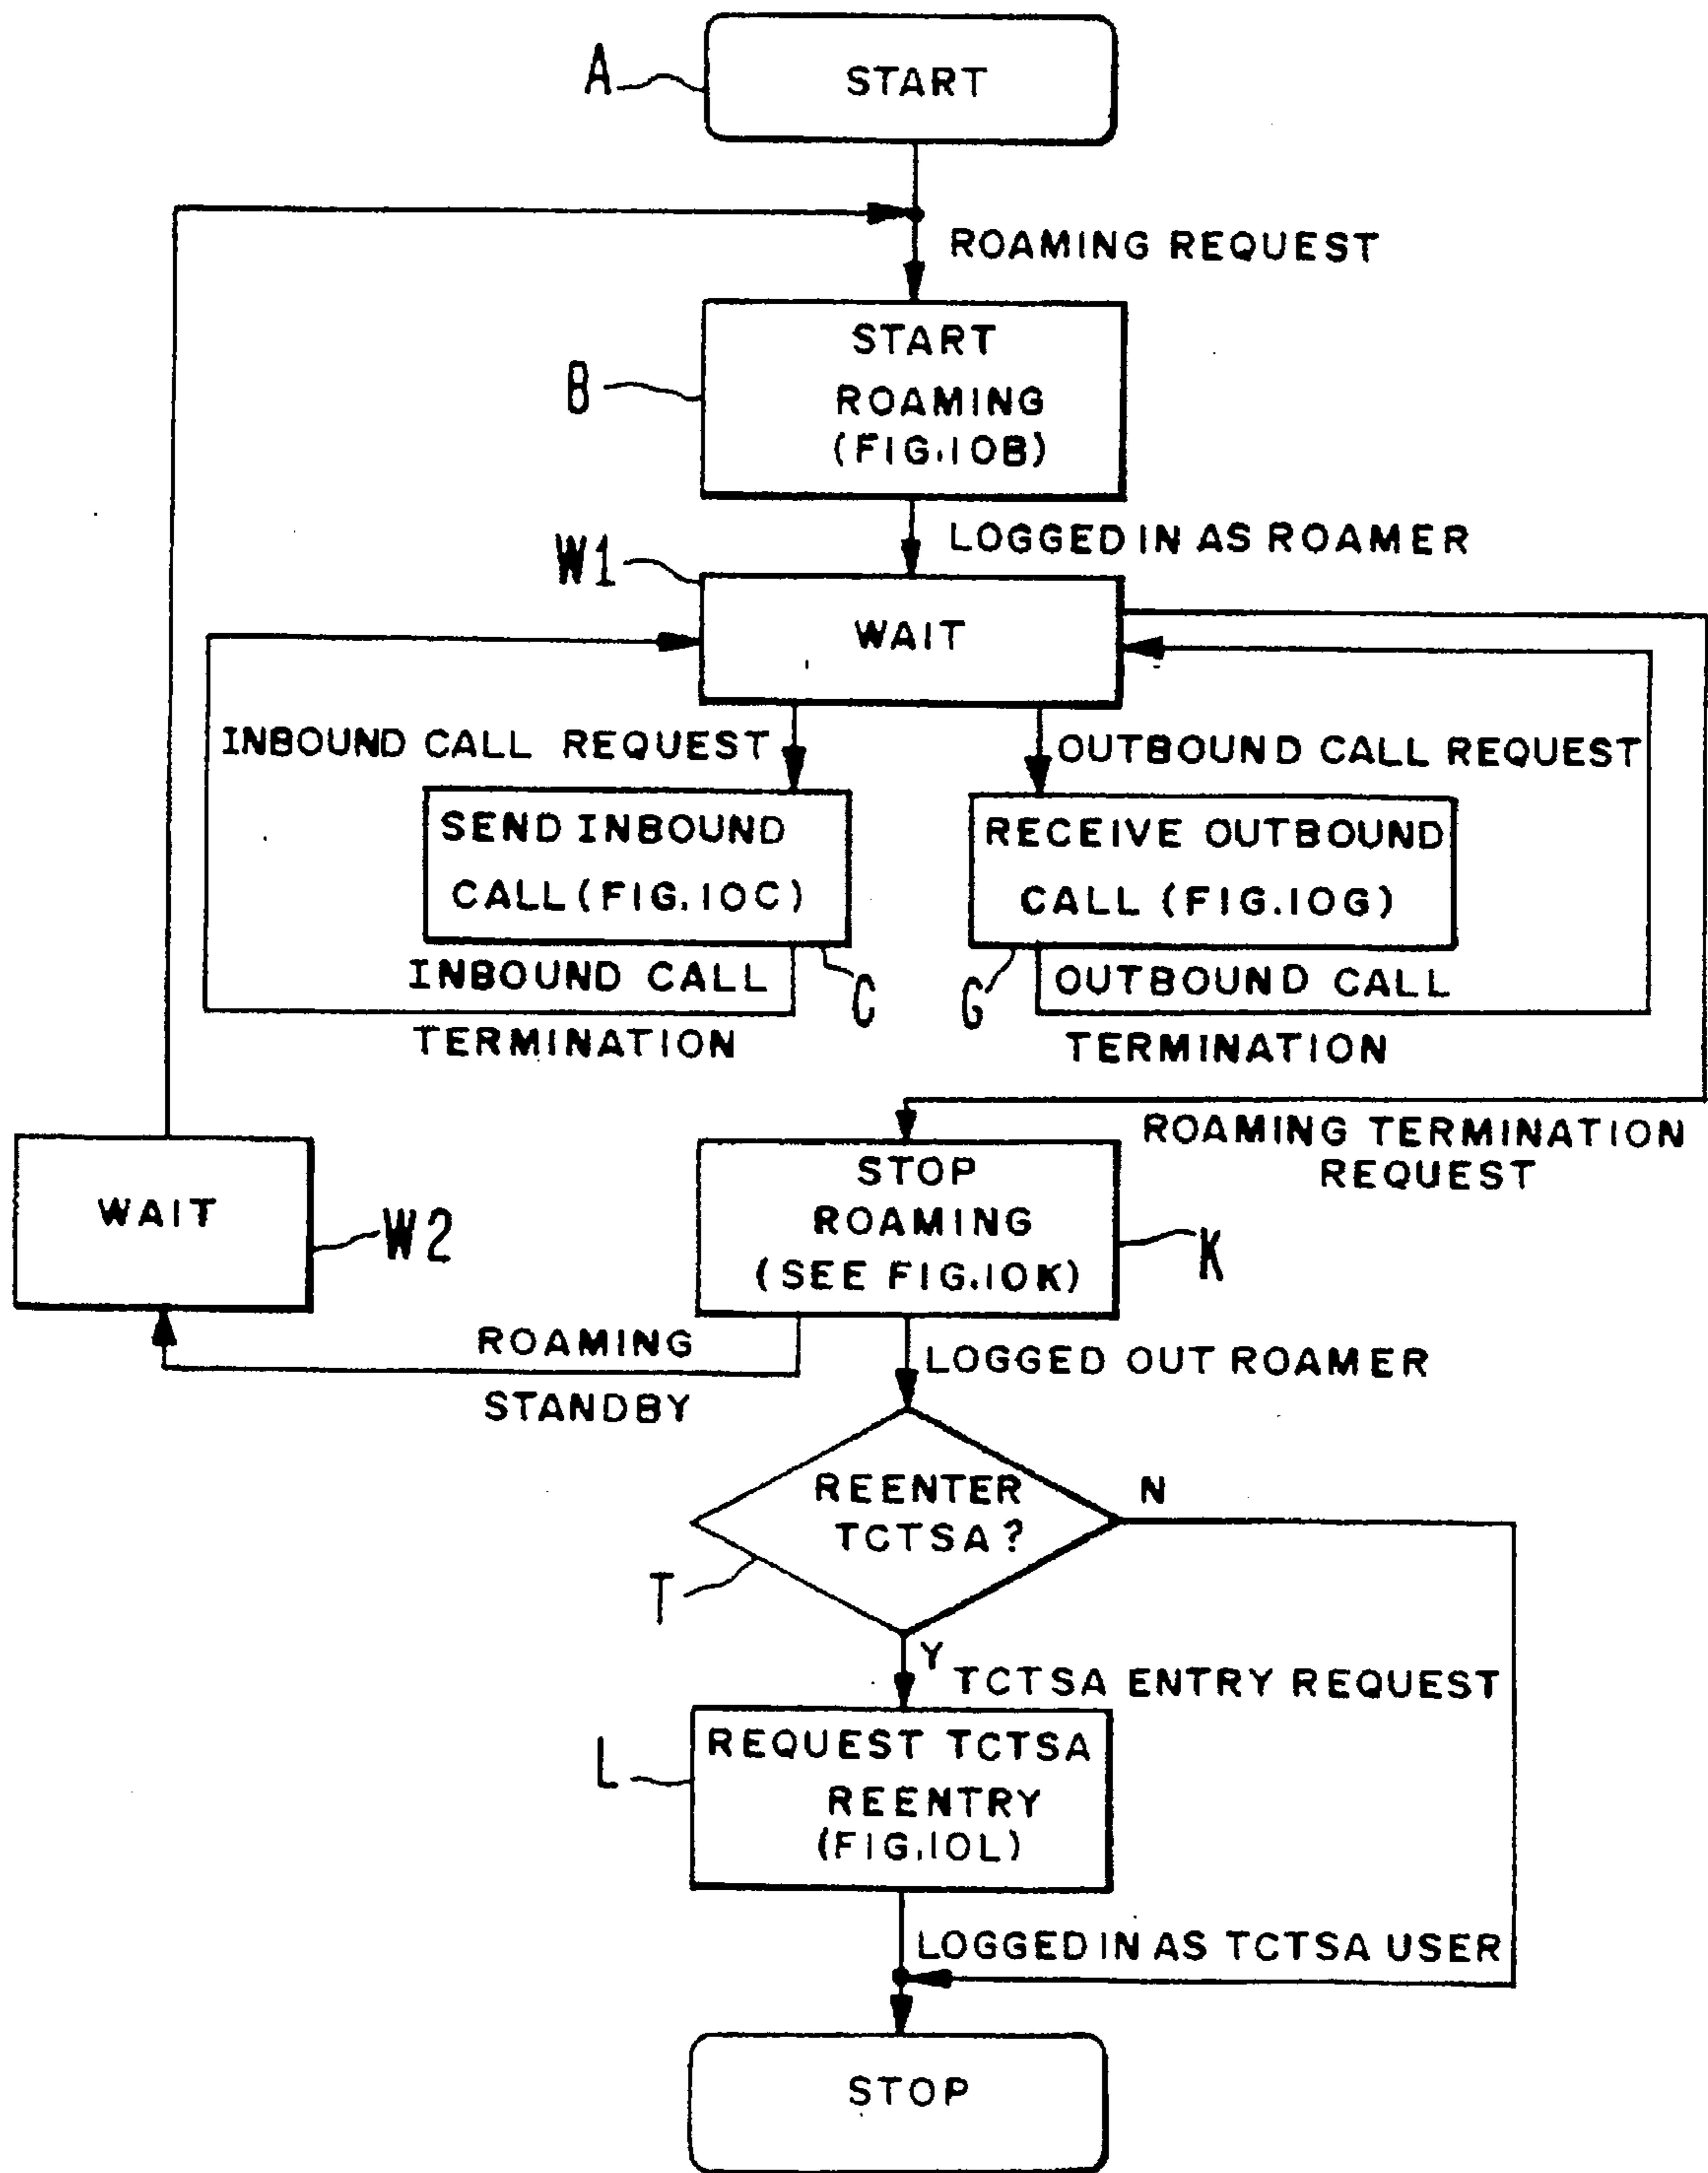 A
START
ROAMING REQUEST
B
START
ROAMING
(FIG.10B)
LOGGED IN AS ROAMER
W1
WAIT
INBOUND CALL REQUEST
OUTBOUND CALL REQUEST
SEND INBOUND
CALL (FIG.10C)
RECEIVE OUTBOUND
CALL (FIG.10G)
INBOUND CALL
TERMINATION
C
G
OUTBOUND CALL
TERMINATION
ROAMING TERMINATION
REQUEST
WAIT
W2
STOP
ROAMING
(SEE FIG.10K)
K
ROAMING
STANDBY
LOGGED OUT ROAMER
REENTER
TCTSA?
N
T
Y
TCTSA ENTRY REQUEST
L
REQUEST TCTSA
REENTRY
(FIG.10L)
LOGGED IN AS TCTSA USER
STOP